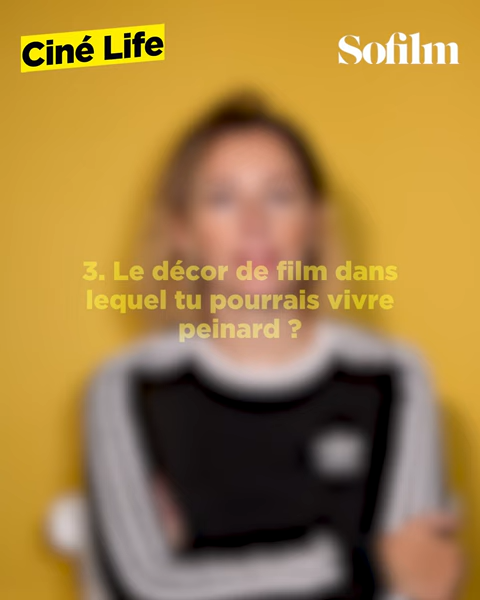 Ciné Life
Sofilm
3. Le décor de film dans
lequel tu pourrais vivre
peinard ?